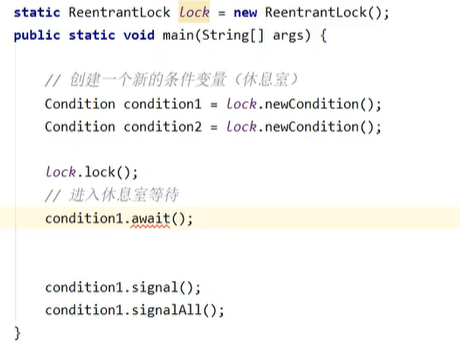 static ReentrantLock lock = new ReentrantLock();
public static void main(String[] args) {
// 创建一个新的条件变量（休息室）
Condition condition1 = lock.newCondition();
Condition condition2 = lock.newCondition();
lock.lock();
// 进入休息室等待
condition1.await();
condition1.signal();
condition1.signalAll();
}